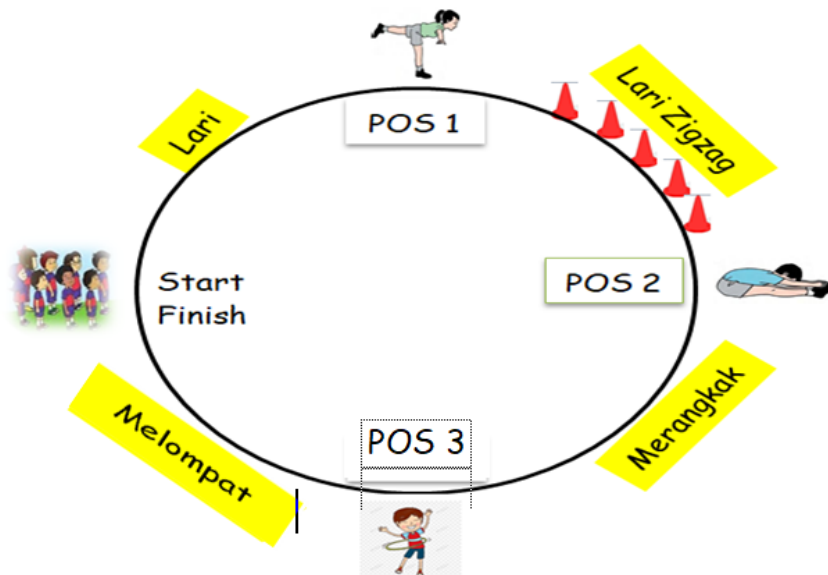 Lari
POS 1
Lari Zigzag
Start
Finish
POS 2
Melompat
POS 3
Merangkak